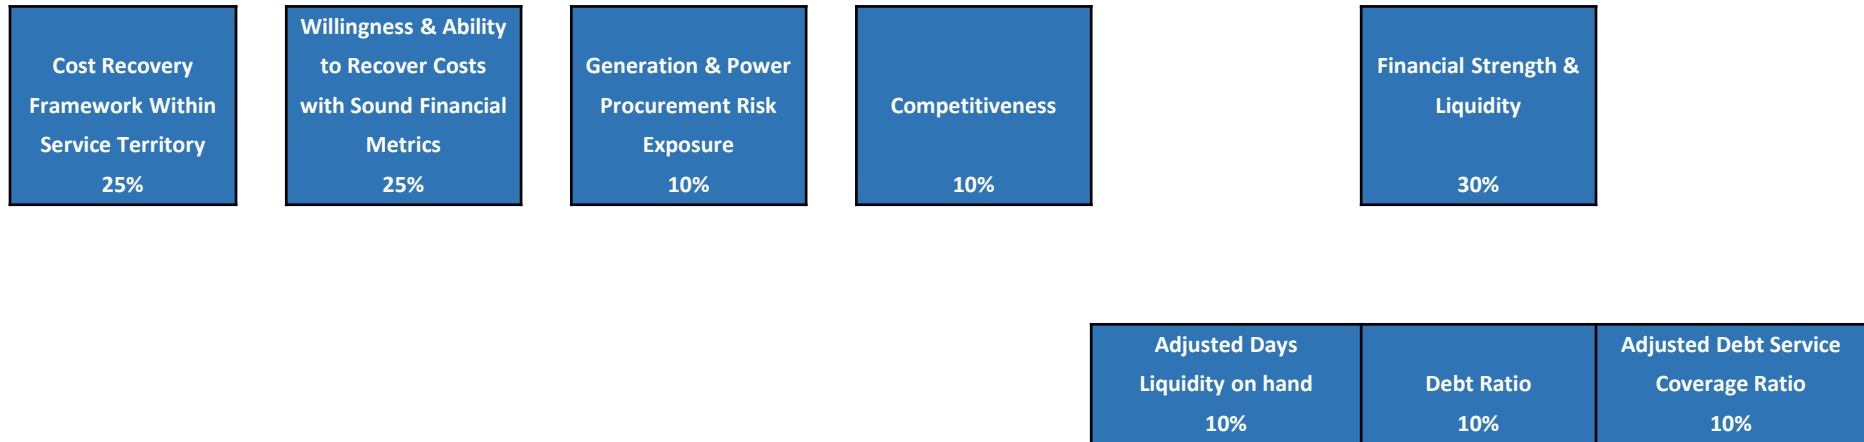 Cost Recovery
Framework Within
Service Territory
25%
Willingness & Ability
to Recover Costs
with Sound Financial
Metrics
25%
Generation & Power
Procurement Risk
Exposure
10%
Competitiveness
10%
Financial Strength &
Liquidity
30%
Adjusted Days
Liquidity on hand
10%
Debt Ratio
10%
Adjusted Debt Service
Coverage Ratio
10%